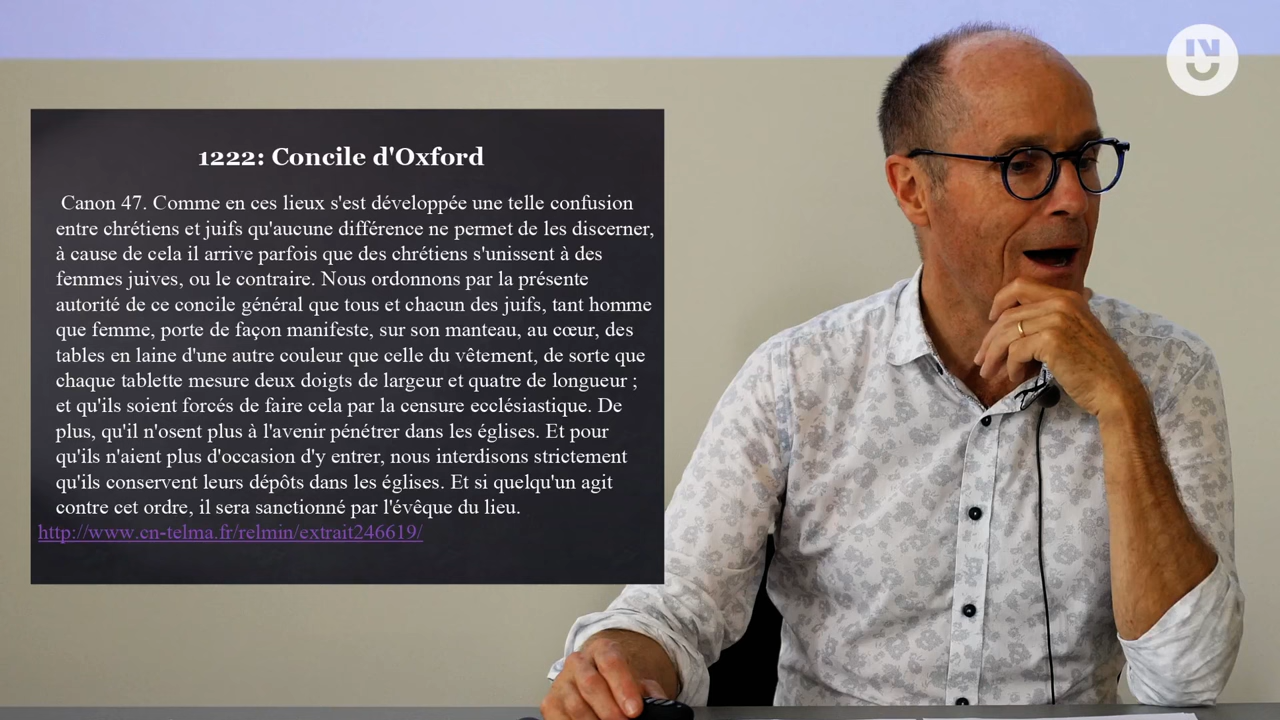 1222: Concile d'Oxford
Canon 47. Comme en ces lieux s'est développée une telle confusion
entre chrétiens et juifs qu'aucune différence ne permet de les discerner,
à cause de cela il arrive parfois que des chrétiens s'unissent à des
femmes juives, ou le contraire. Nous ordonnons par la présente
autorité de ce concile général que tous et chacun des juifs, tant homme
que femme, porte de façon manifeste, sur son manteau, au cœur, des
tables en laine d'une autre couleur que celle du vêtement, de sorte que
chaque tablette mesure deux doigts de largeur et quatre de longueur ;
et qu'ils soient forcés de faire cela par la censure ecclésiastique. De
plus, qu'il n'osent plus à l'avenir pénétrer dans les églises. Et pour
qu'ils n'aient plus d'occasion d'y entrer, nous interdisons strictement
qu'ils conservent leurs dépôts dans les églises. Et si quelqu'un agit
contre cet ordre, il sera sanctionné par l'évêque du lieu.
http://www.cn-telma.fr/relmin/extrait246619/
IN
U